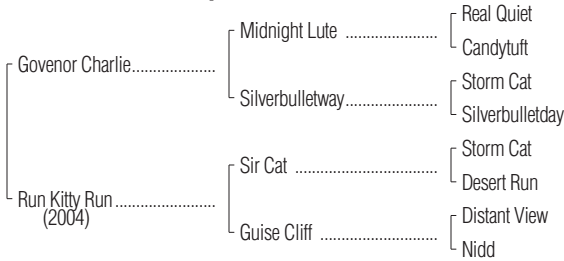 Real Quiet
Midnight Lute ....................
Candytuft
Govenor Charlie...................
Storm Cat
Silverbulletway....................
Silverbulletday
Storm Cat
Sir Cat ...............................
Desert Run
Run Kitty Run ......................
(2004)
Distant View
Guise Cliff .........................
Nidd